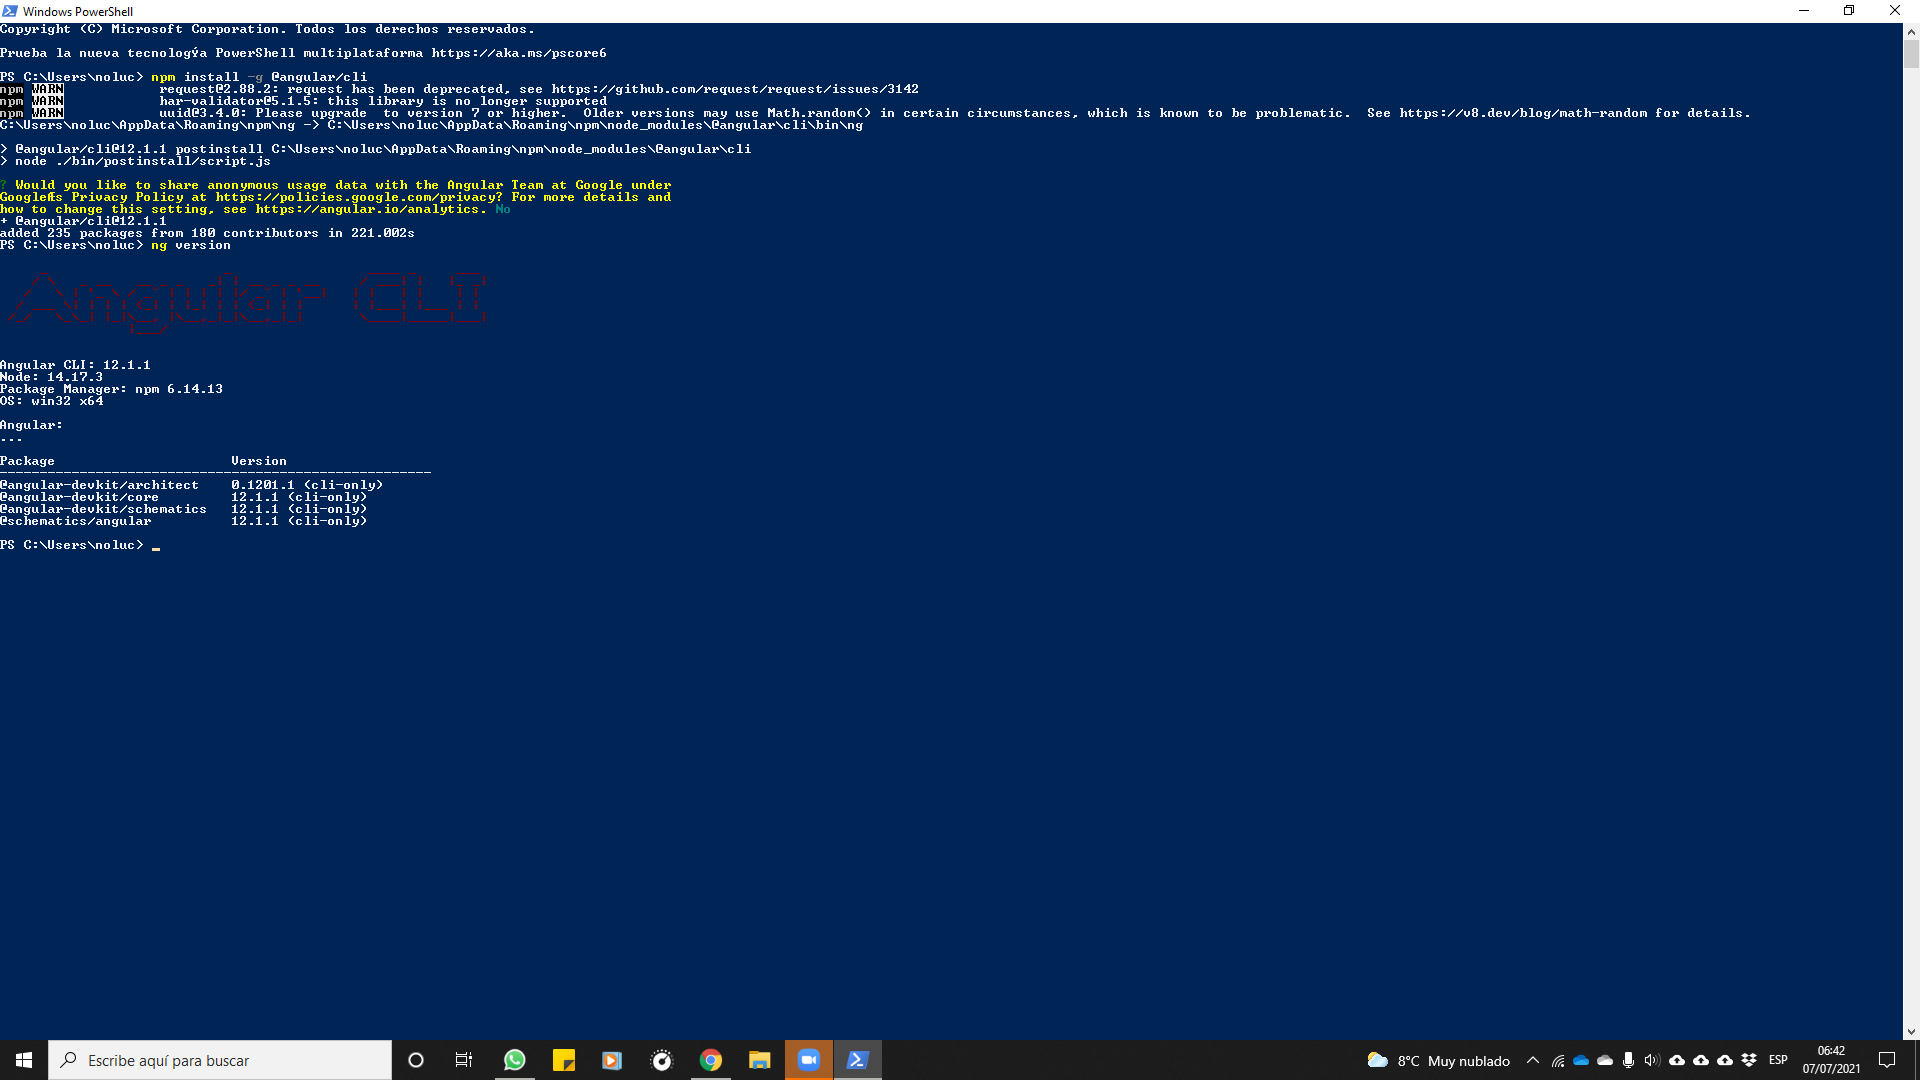 Windows PowerShell
Copyright (C) Microsoft Corporation. Todos los derechos reservados.
Prueba la nueva tecnologýa PowerShell multiplataforma https://aka.ms/pscore6
PS C:\Users\noluc> npm install -g @angular/cli
npm WARN request@2.88.2: request has been deprecated, see https://github.com/request/request/issues/3142
npm WARN har-validator@5.1.5: this library is no longer supported
npm WARN uuid@3.4.0: Please upgrade  to version 7 or higher.  Older versions may use Math.random() in certain circumstances, which is known to be problematic.  See https://v8.dev/blog/math-random for details.
C:\Users\noluc\AppData\Roaming\npm\ng -> C:\Users\noluc\AppData\Roaming\npm\node_modules\@angular\cli\bin\ng
> @angular/cli@12.1.1 postinstall C:\Users\noluc\AppData\Roaming\npm\node_modules\@angular\cli
> node ./bin/postinstall/script.js
? Would you like to share anonymous usage data with the Angular Team at Google under
GoogleÆs Privacy Policy at https://policies.google.com/privacy? For more details and
how to change this setting, see https://angular.io/analytics. No
+ @angular/cli@12.1.1
added 235 packages from 180 contributors in 221.002s
PS C:\Users\noluc> ng version
Angular CLI
Angular CLI: 12.1.1
Node: 14.17.3
Package Manager: npm 6.14.13
OS: win32 x64
Angular:
...
Package Version
------------------------------------------------------
@angular-devkit/architect 0.1201.1 (cli-only)
@angular-devkit/core 12.1.1 (cli-only)
@angular-devkit/schematics 12.1.1 (cli-only)
@schematics/angular 12.1.1 (cli-only)
PS C:\Users\noluc> _
Escribe aquí para buscar
8°C Muy nublado
ESP
06:42
07/07/2021